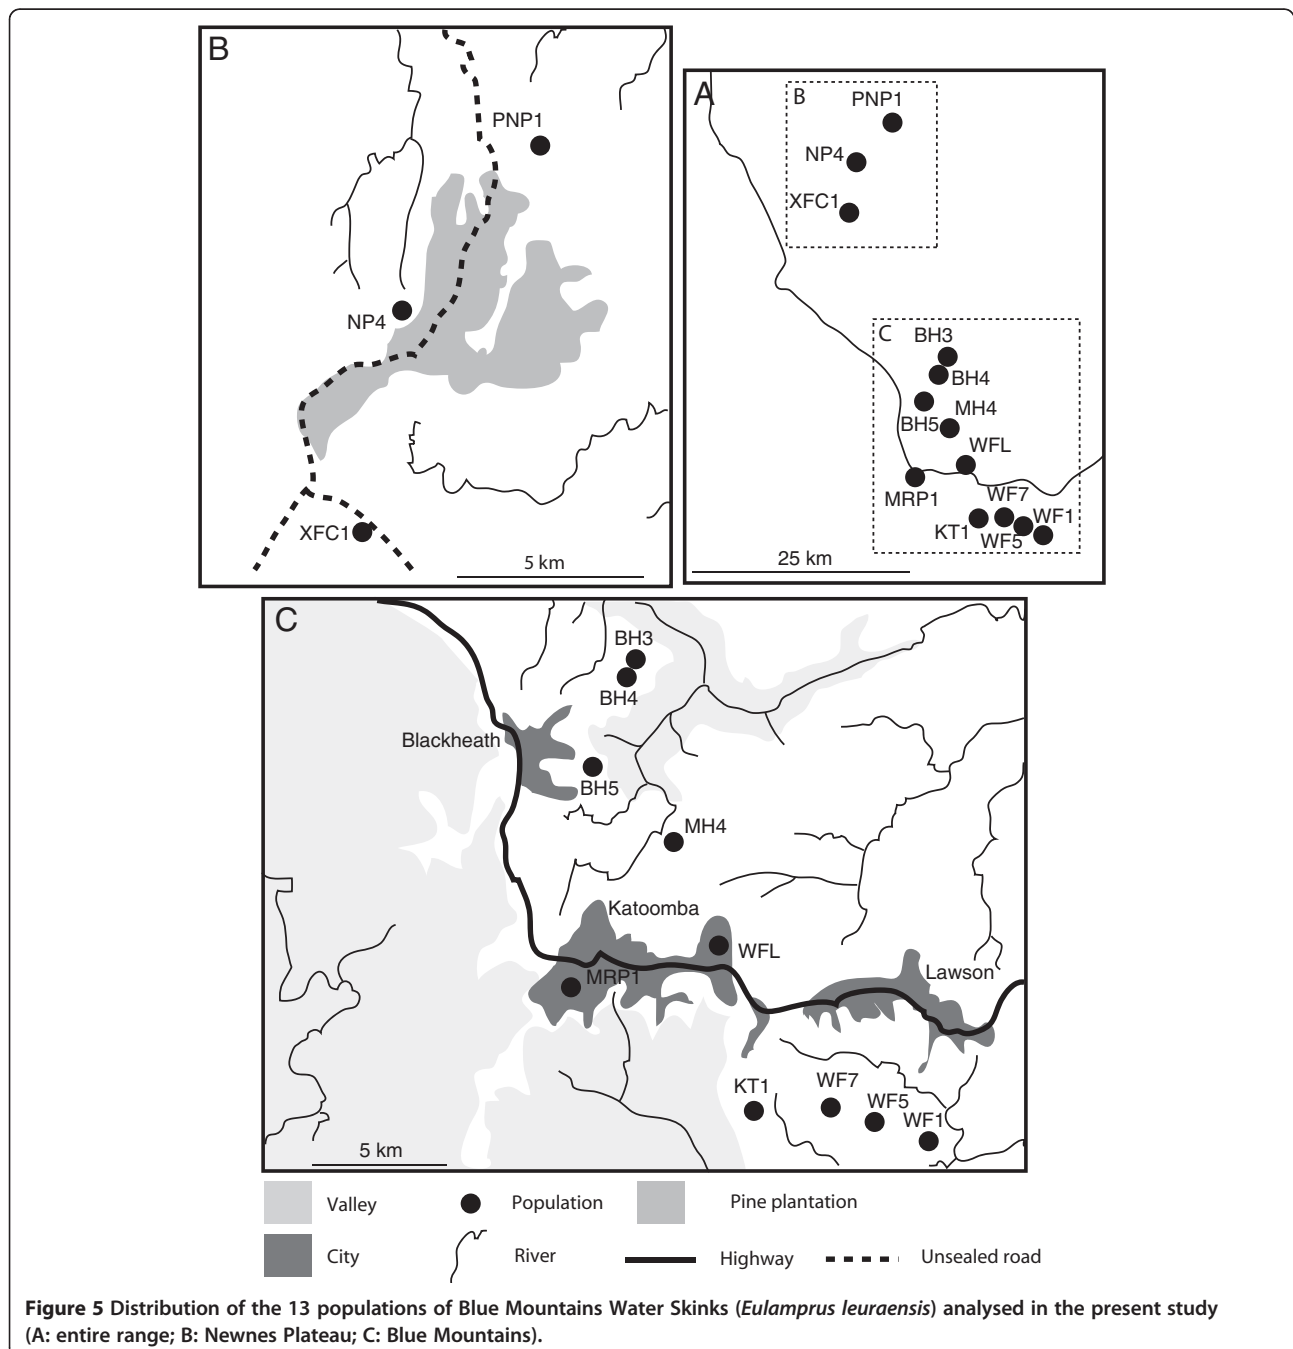 B
PNP1
NP4
XFC1
5 km
A
B
PNP1
NP4
XFC1
C
BH3
BH4
BH5
MH4
WFL
MRP1
WF7
KT1
WF5
WF1
25 km
C
BH3
BH4
Blackheath
BH5
MH4
Katoomba
WFL
MRP1
Lawson
KT1
WF7
WF5
WF1
5 km
Valley
Population
Pine plantation
City
River
Highway
Unsealed road
Figure 5 Distribution of the 13 populations of Blue Mountains Water Skinks (Eulamprus leuraensis) analysed in the present study
(A: entire range; B: Newnes Plateau; C: Blue Mountains).